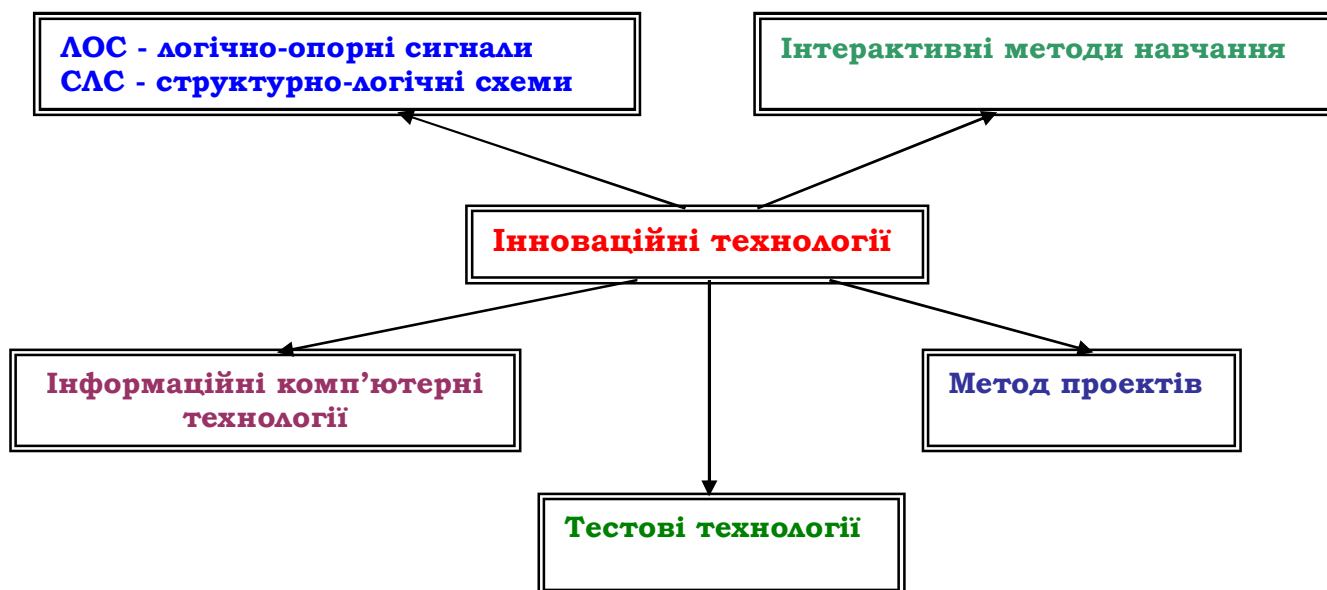 ЛОС - логічно-опорні сигнали
СЛС - структурно-логічні схеми
Інтерактивні методи навчання
Інноваційні технології
Інформаційні комп’ютерні
технології
Метод проектів
Тестові технології